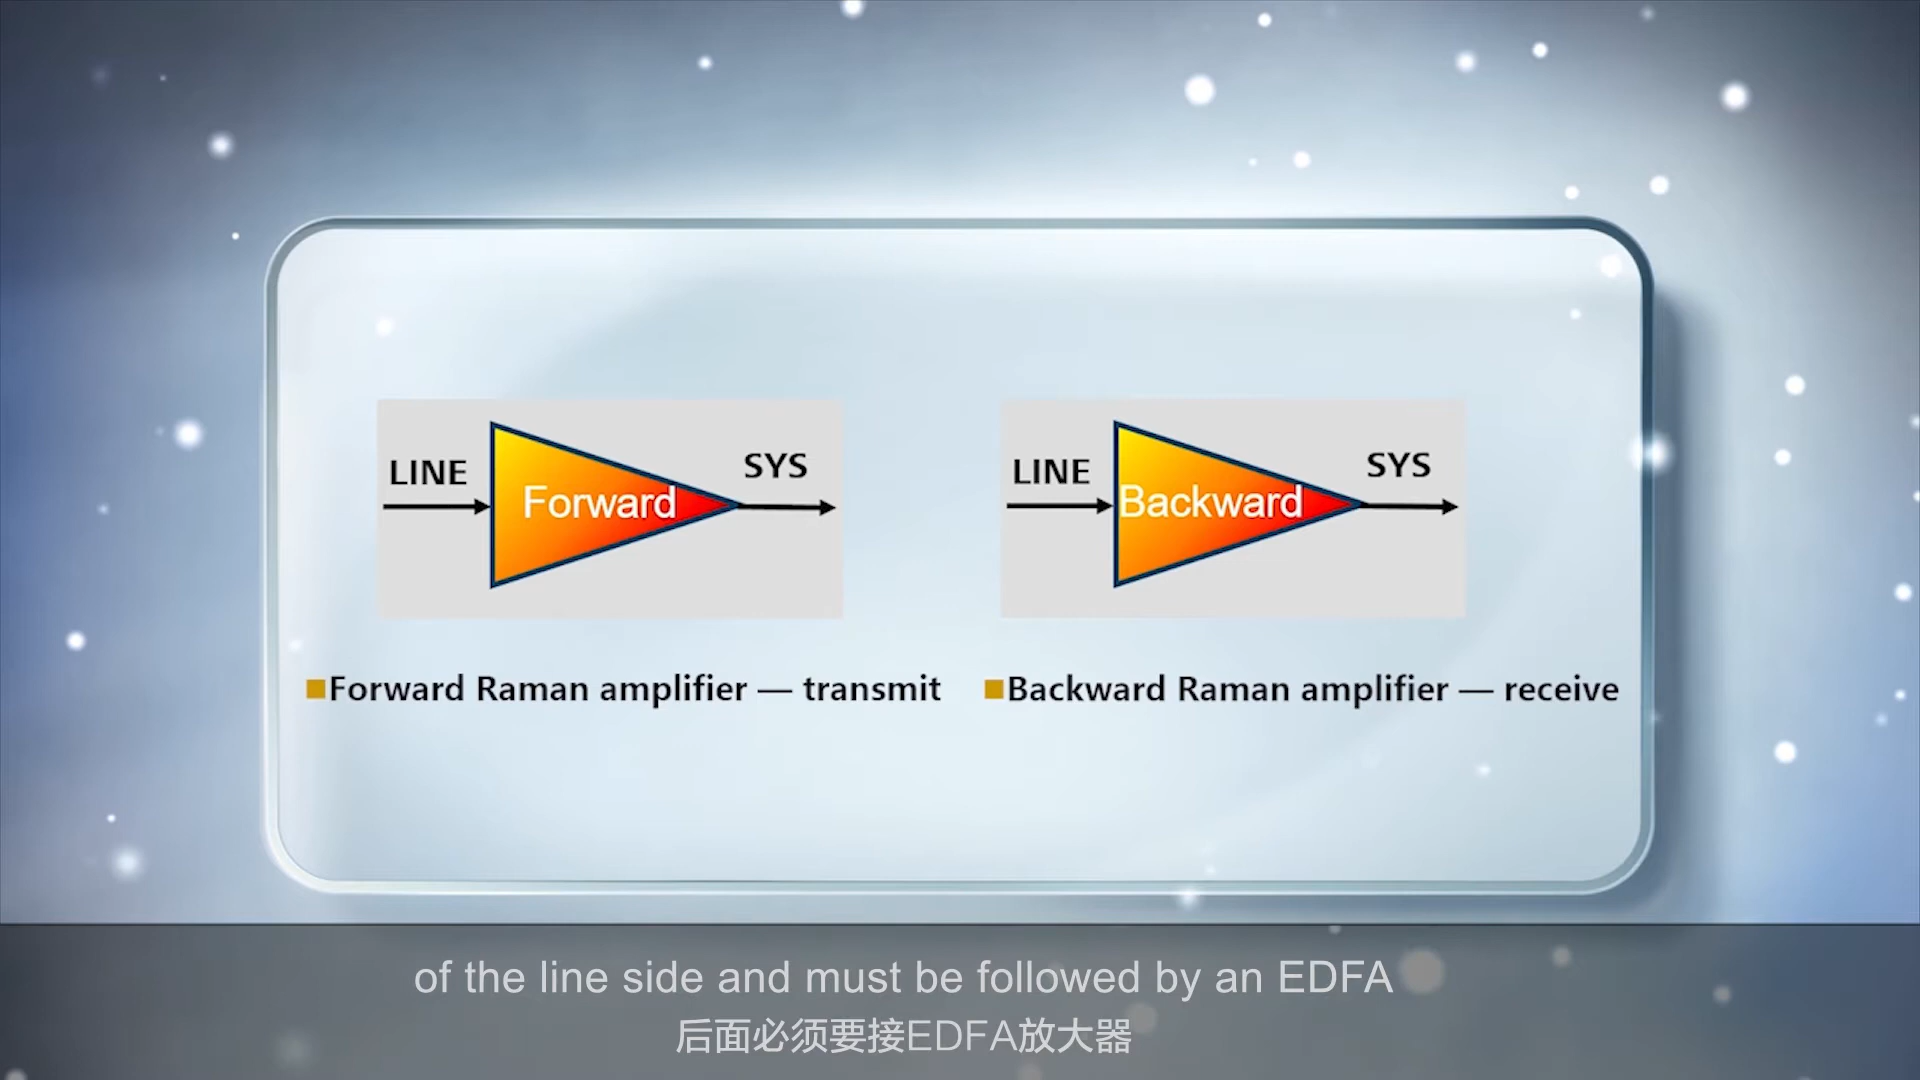 LINE
Forward
SYS
LINE
Backward
SYS
Forward Raman amplifier — transmit
Backward Raman amplifier — receive
of the line side and must be followed by an EDFA
后面必须要接EDFA放大器